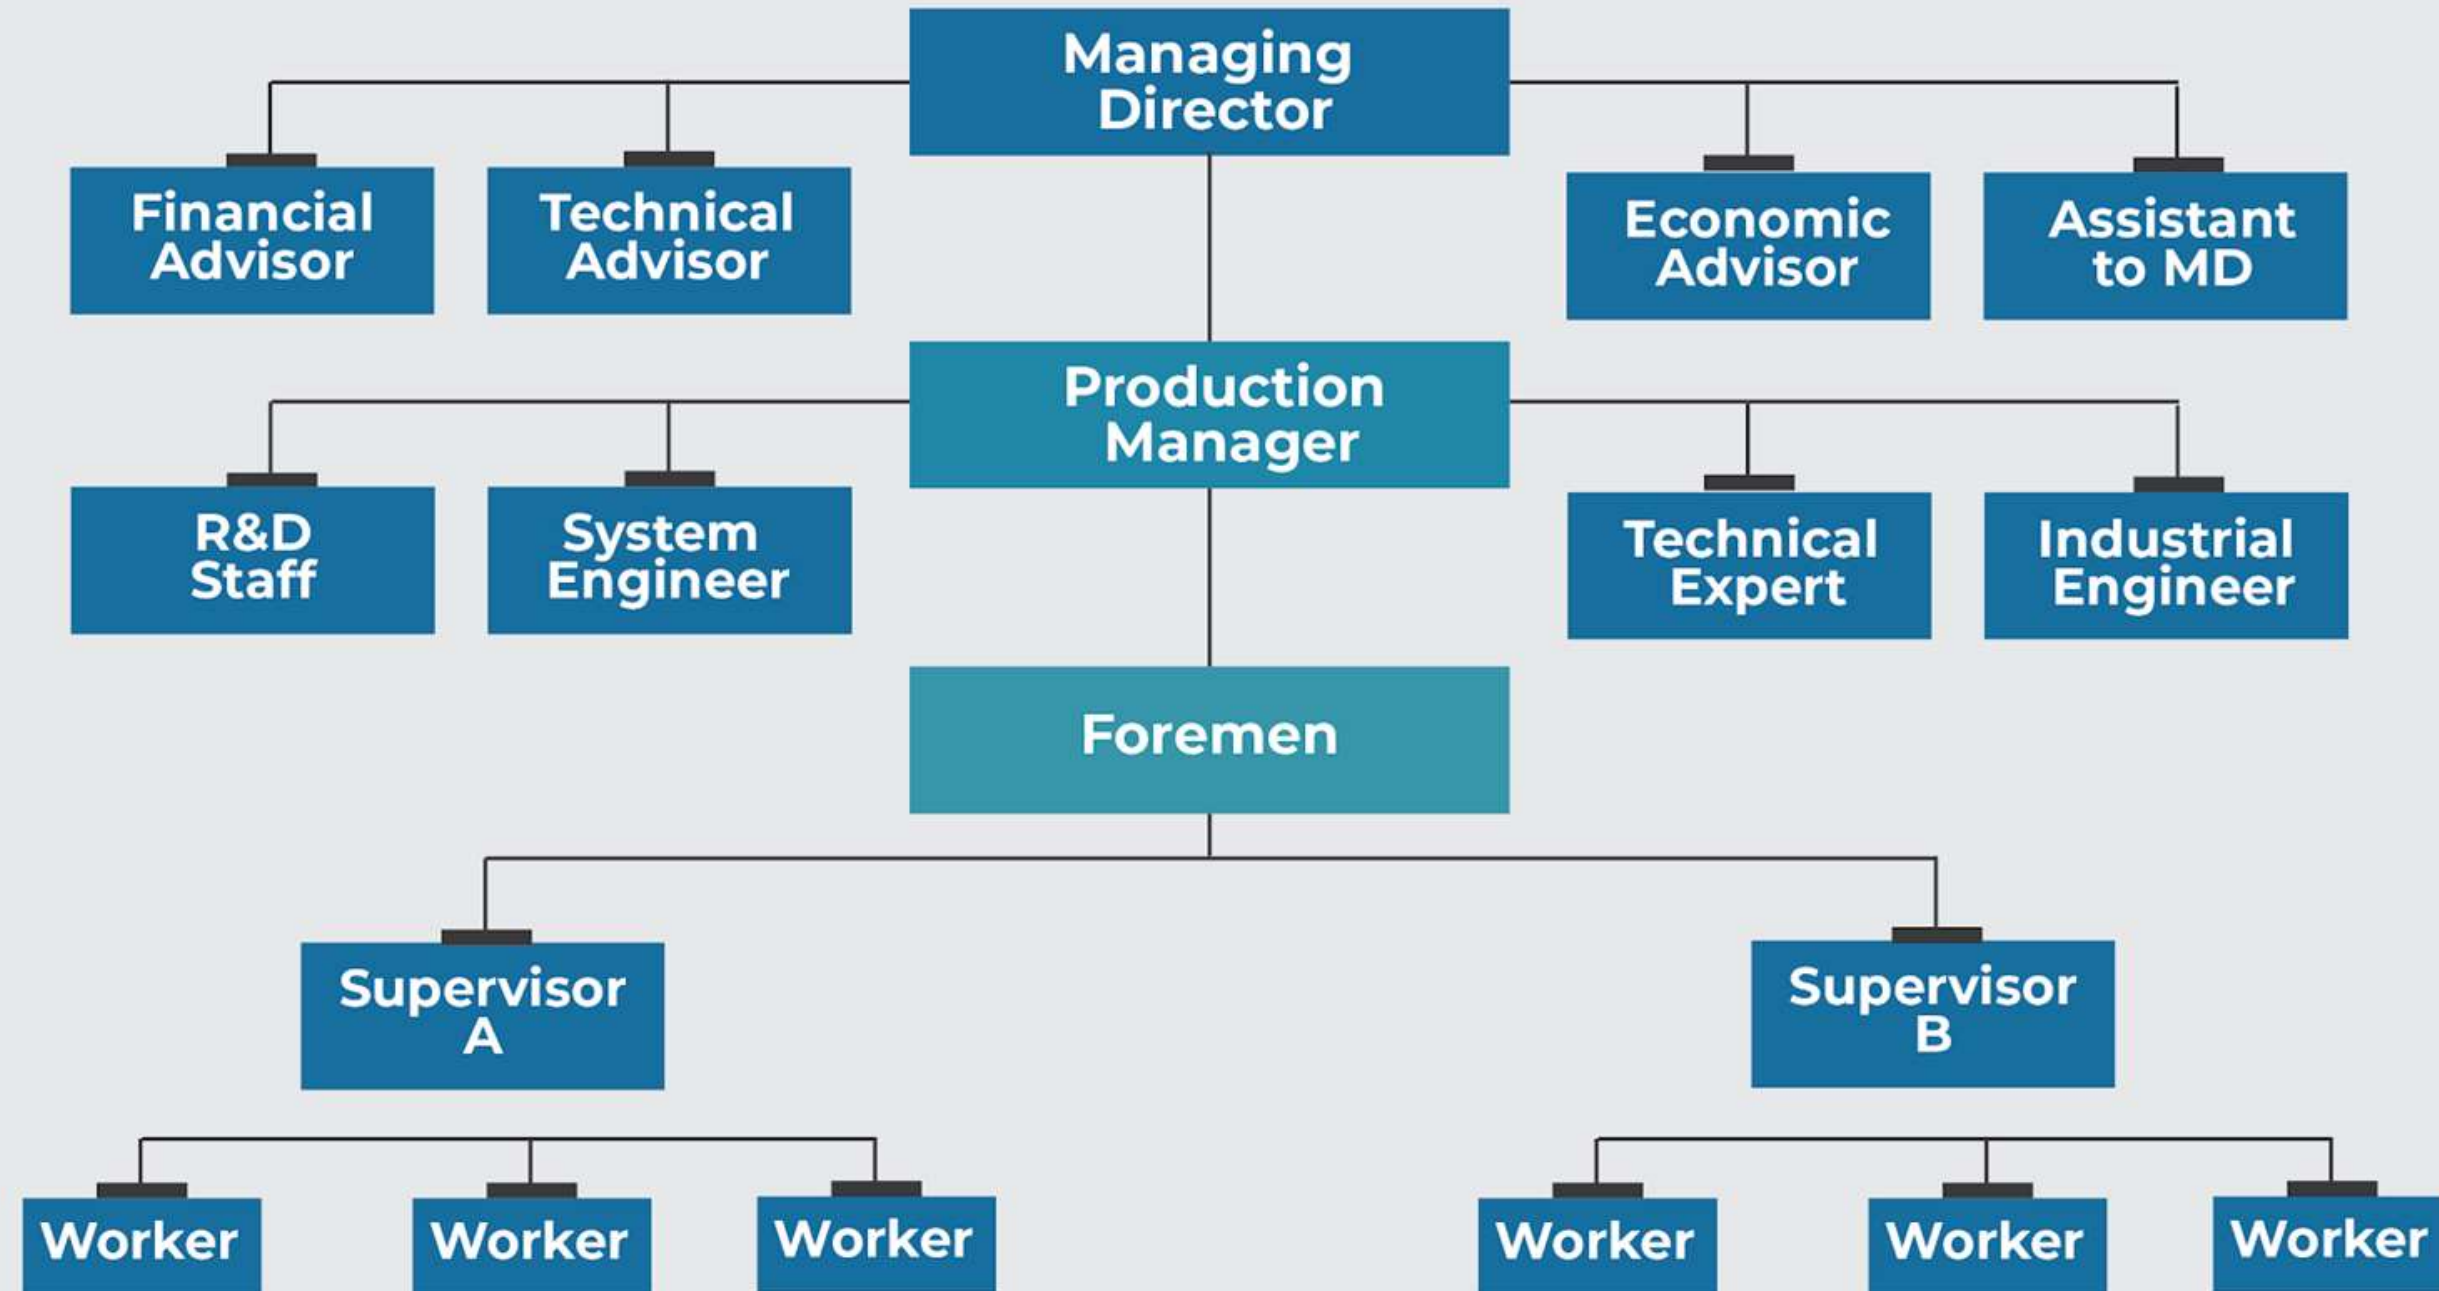 Managing
Director
Financial
Advisor
Technical
Advisor
Economic
Advisor
Assistant
to MD
Production
Manager
R&D
Staff
System
Engineer
Technical
Expert
Industrial
Engineer
Foremen
Supervisor
A
Supervisor
B
Worker
Worker
Worker
Worker
Worker
Worker